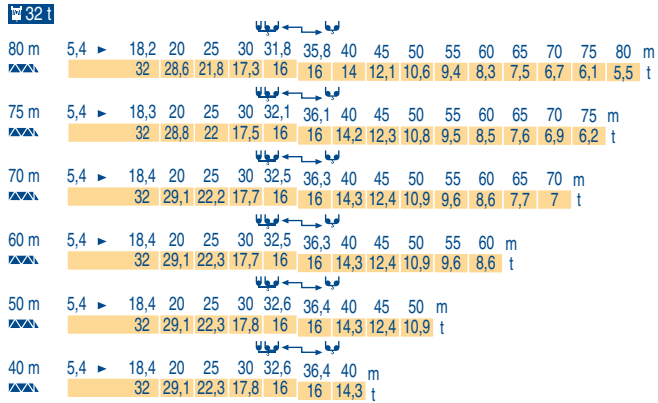 32 t
80 m 5,4 ► 18,2 20 25 30 31,8 35,8 40 45 50 55 60 65 70 75 80 m
32 28,6 21,8 17,3 16 16 14 12,1 10,6 9,4 8,3 7,5 6,7 6,1 5,5 t
75 m 5,4 ► 18,3 20 25 30 32,1 36,1 40 45 50 55 60 65 70 75 m
32 28,8 22 17,5 16 16 14,2 12,3 10,8 9,5 8,5 7,6 6,9 6,2 t
70 m 5,4 ► 18,4 20 25 30 32,5 36,3 40 45 50 55 60 65 70 m
32 29,1 22,2 17,7 16 16 14,3 12,4 10,9 9,6 8,6 7,7 7 t
60 m 5,4 ► 18,4 20 25 30 32,5 36,3 40 45 50 55 60 m
32 29,1 22,3 17,7 16 16 14,3 12,4 10,9 9,6 8,6 t
50 m 5,4 ► 18,4 20 25 30 32,6 36,4 40 45 50 m
32 29,1 22,3 17,8 16 16 14,3 12,4 10,9 t
40 m 5,4 ► 18,4 20 25 30 32,6 36,4 40 m
32 29,1 22,3 17,8 16 16 14,3 t